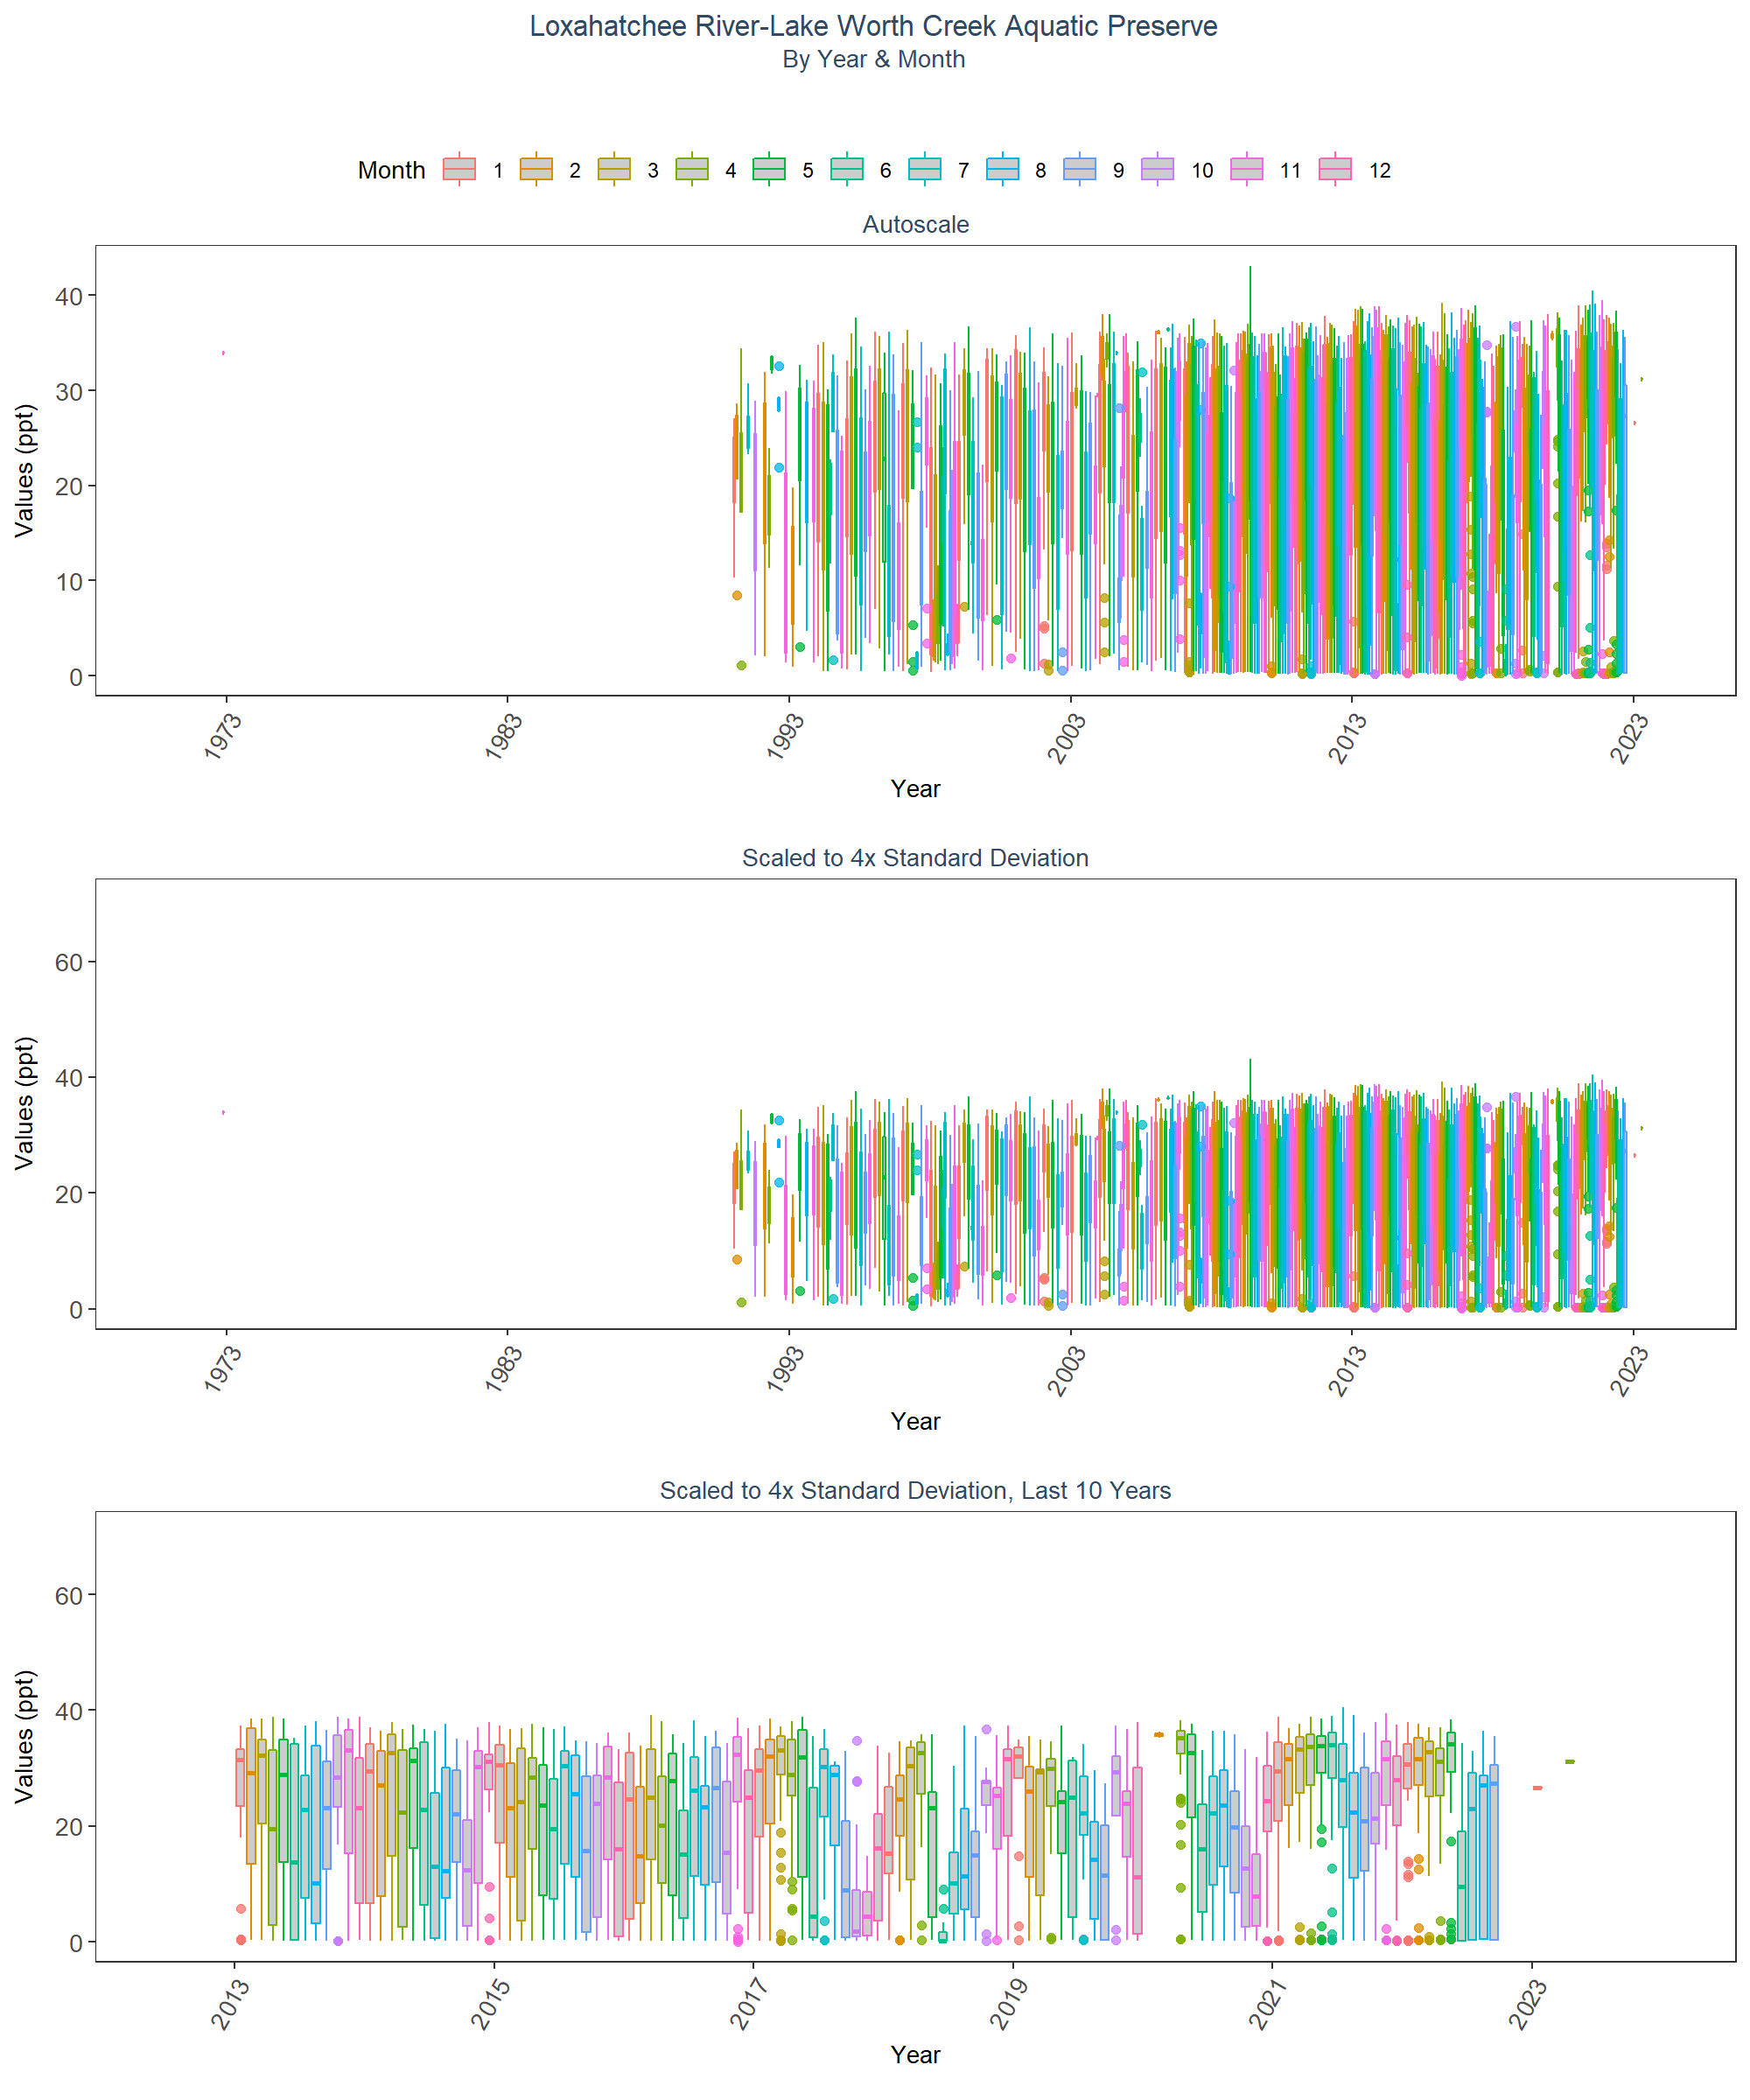 Loxahatchee River-Lake Worth Creek Aquatic Preserve
By Year & Month
Month 1 2 3 4 5 6 7 8 9 10 11 12
Autoscale
Values (ppt)
40
30
20
10
0
1973 1983 1993 2003 2013 2023
Year
Scaled to 4x Standard Deviation
Values (ppt)
60
40
20
0
1973 1983 1993 2003 2013 2023
Year
Scaled to 4x Standard Deviation, Last 10 Years
Values (ppt)
60
40
20
0
2013 2015 2017 2019 2021 2023
Year